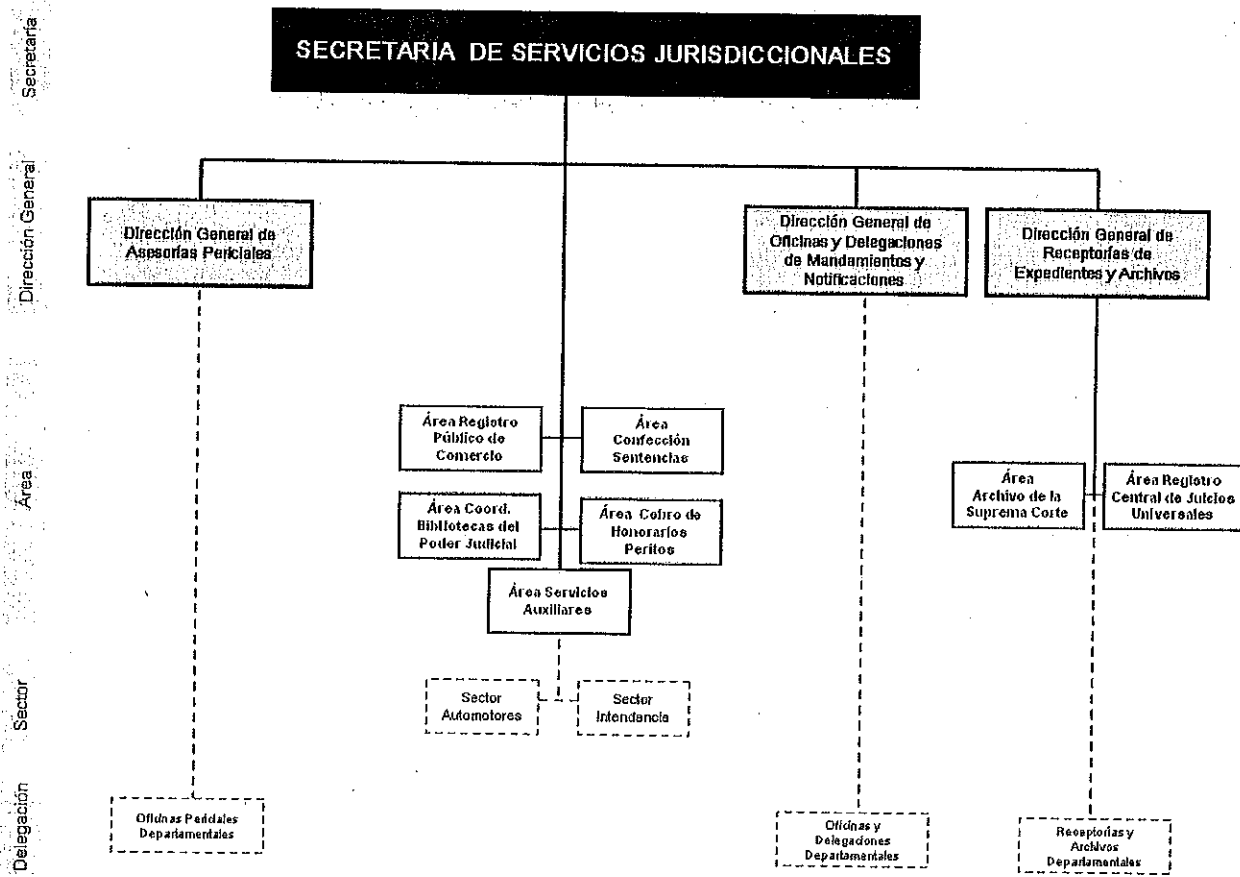 SECRETARIA DE SERVICIOS JURISDICCIONALES
Secretaría
Dirección General
Dirección General de
Asesorías Periciales
Dirección General de
Oficinas y Delegaciones
de Mandamientos y
Notificaciones
Dirección General de
Receptorías de
Expedientes y Archivos
Área
Área Registro
Público de
Comercio
Área
Confección
Sentencias
Área Coord.
Bibliotecas del
Poder Judicial
Área Cobro de
Honorarios
Peritos
Área Servicios
Auxiliares
Área
Archivo de la
Suprema Corte
Área Registro
Central de Juicios
Universales
Sector
Sector
Automotores
Sector
Intendencia
Delegación
Oficinas Periciales
Departamentales
Oficinas y
Delegaciones
Departamentales
Receptorías y
Archivos
Departamentales